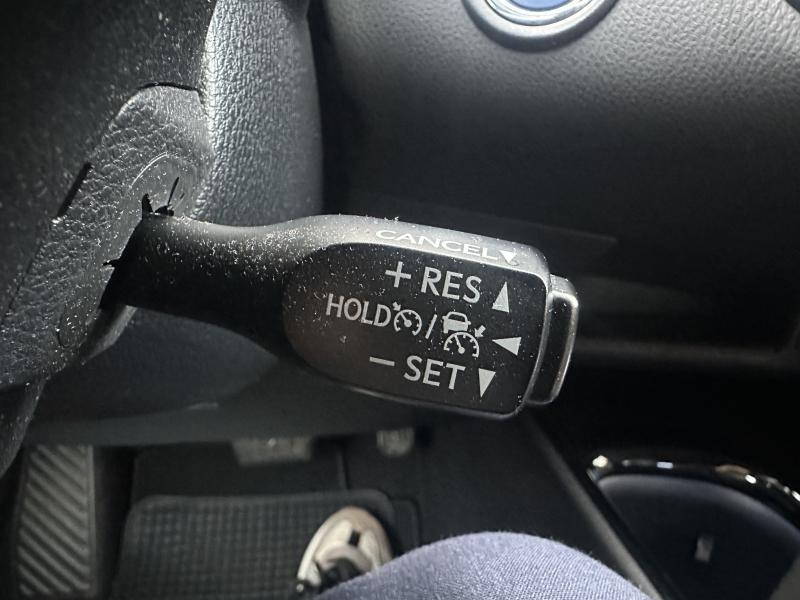 CANCEL▼
+ RES ▲
HOLD / ◀
− SET ▼